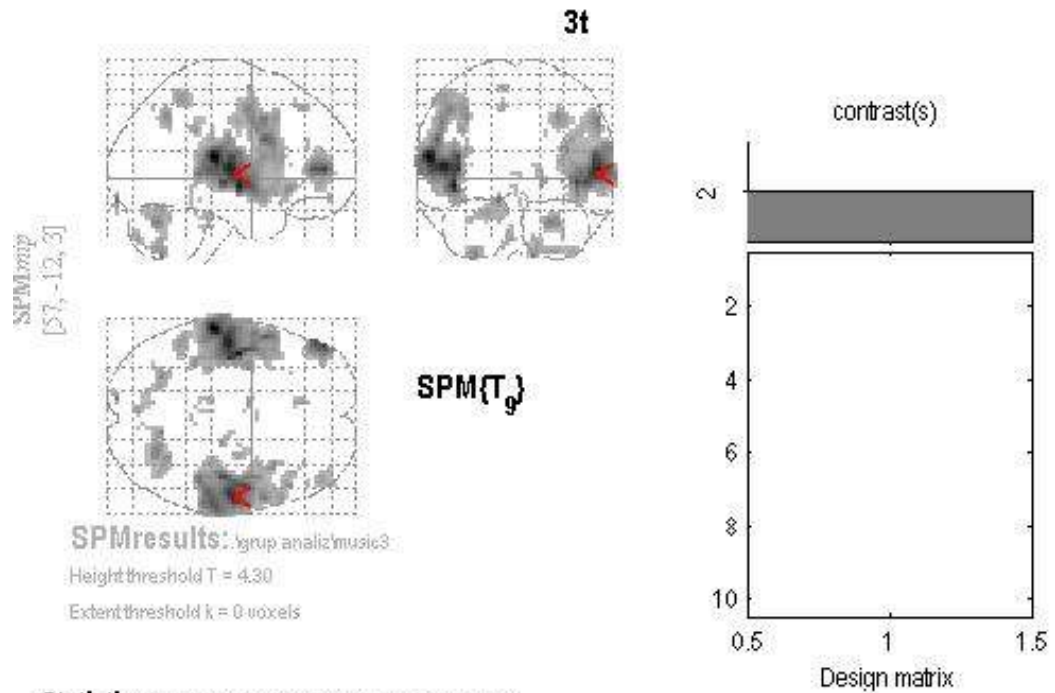 3t
SPMmip
[57, -12, 3]
SPM{T9}
SPMresults: .\grup analiz\music3
Height threshold T = 4.30
Extent threshold k = 0 voxels
contrast(s)
2
2
4
6
8
10
0.5 1 1.5
Design matrix